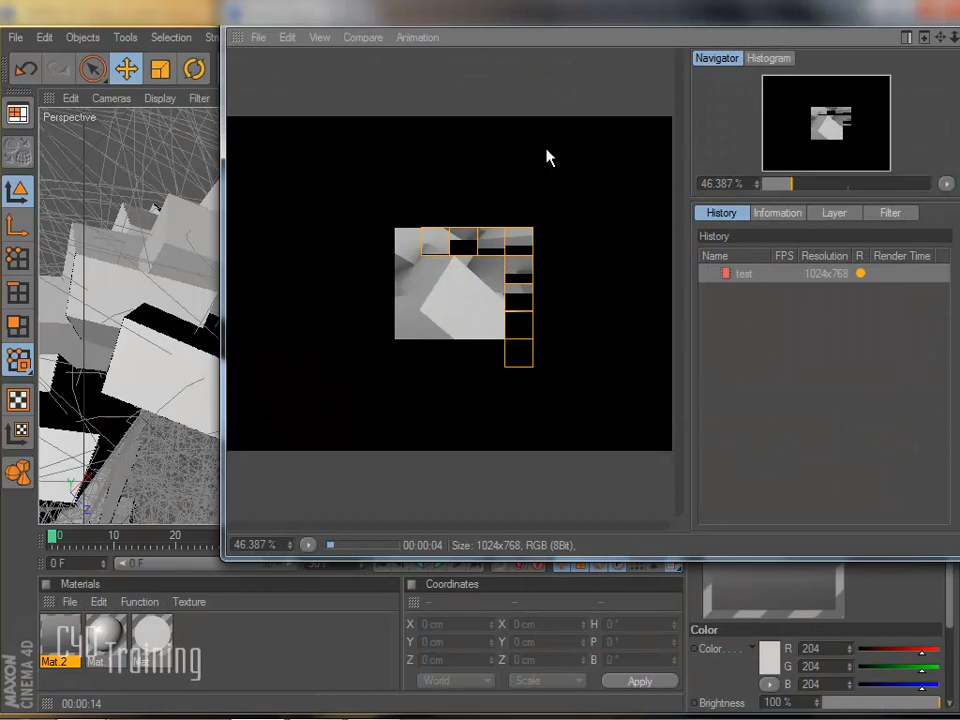 File Edit Objects Tools Selection
File Edit View Compare Animation
Navigator Histogram
Edit Cameras Display Filter
Perspective
46.387 %
History Information Layer Filter
History
Name FPS Resolution R Render Time
test 1024x768
0 10 20
46.387 % 00:00:04 Size: 1024x768, RGB (8Bit),
0 F 0 F
Materials
Coordinates
File Edit Function Texture
X 0 cm X 0 cm H 0 °
Y 0 cm Y 0 cm P 0 °
Z 0 cm Z 0 cm B 0 °
World Scale Apply
Mat.2
C4D Training
MAXON CINEMA 4D
00:00:14
Color
Color. . . . R 204
G 204
B 204
Brightness 100 %